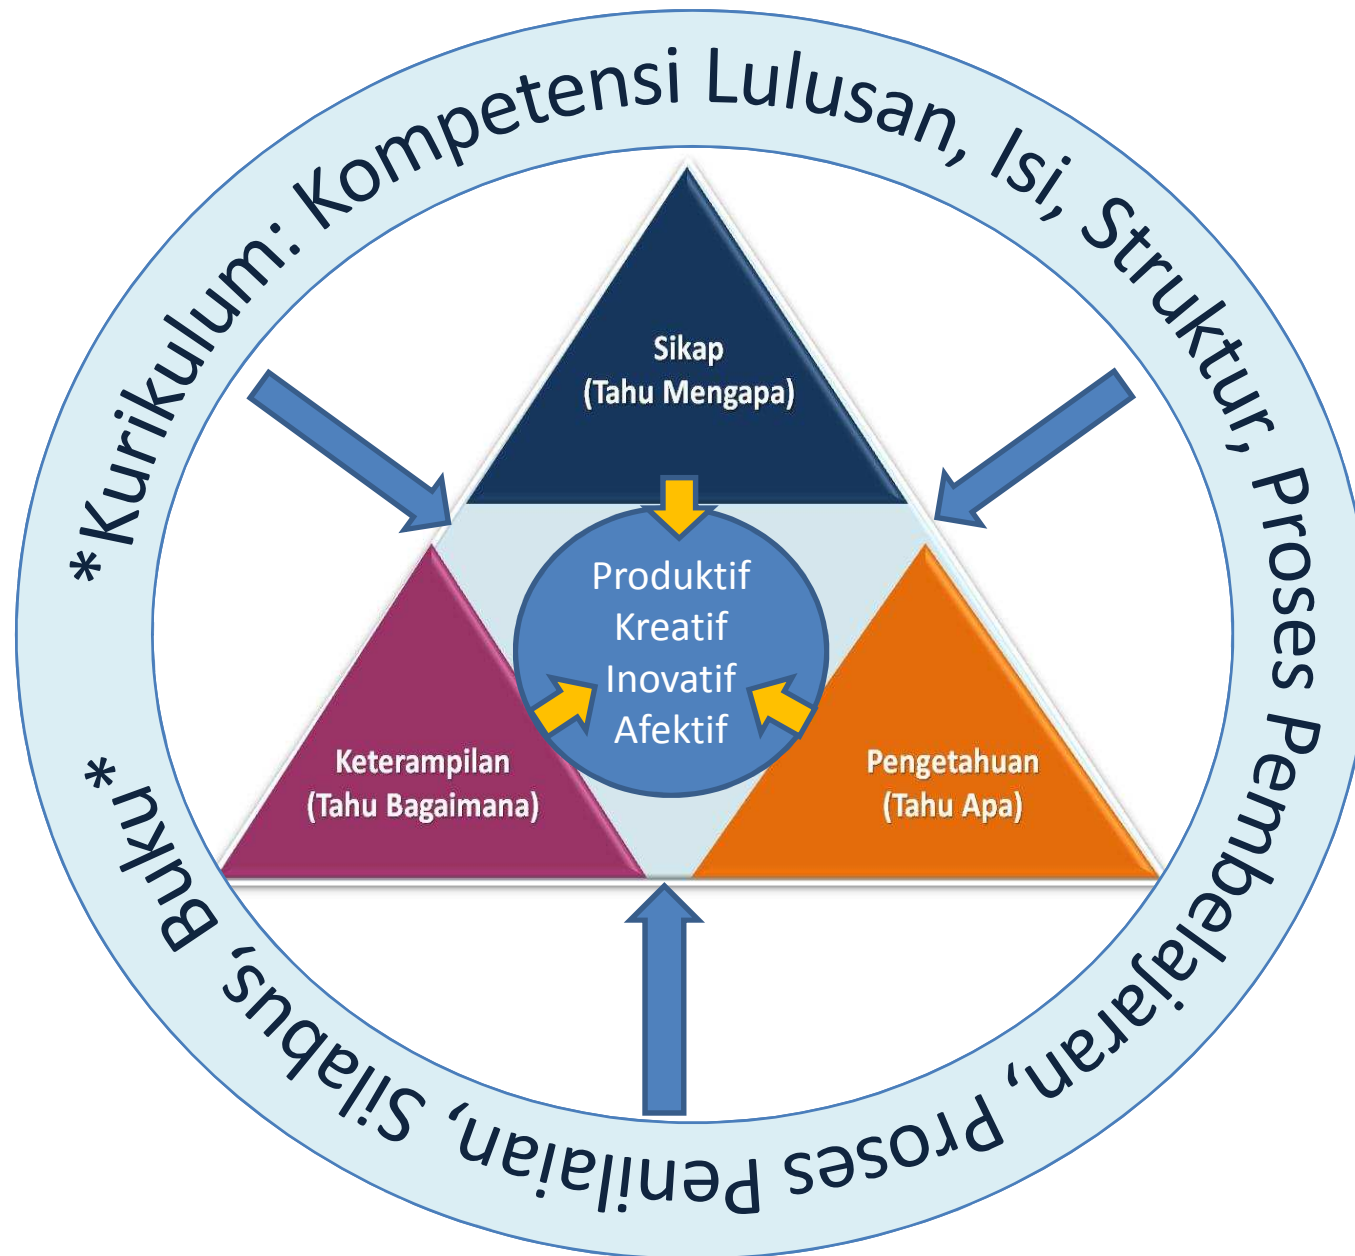 *Kurikulum: Kompetensi Lulusan, Isi, Struktur, Proses Pembelajaran, Proses Penilaian, Silabus, Buku*
Sikap
(Tahu Mengapa)
Produktif
Kreatif
Inovatif
Afektif
Keterampilan
(Tahu Bagaimana)
Pengetahuan
(Tahu Apa)